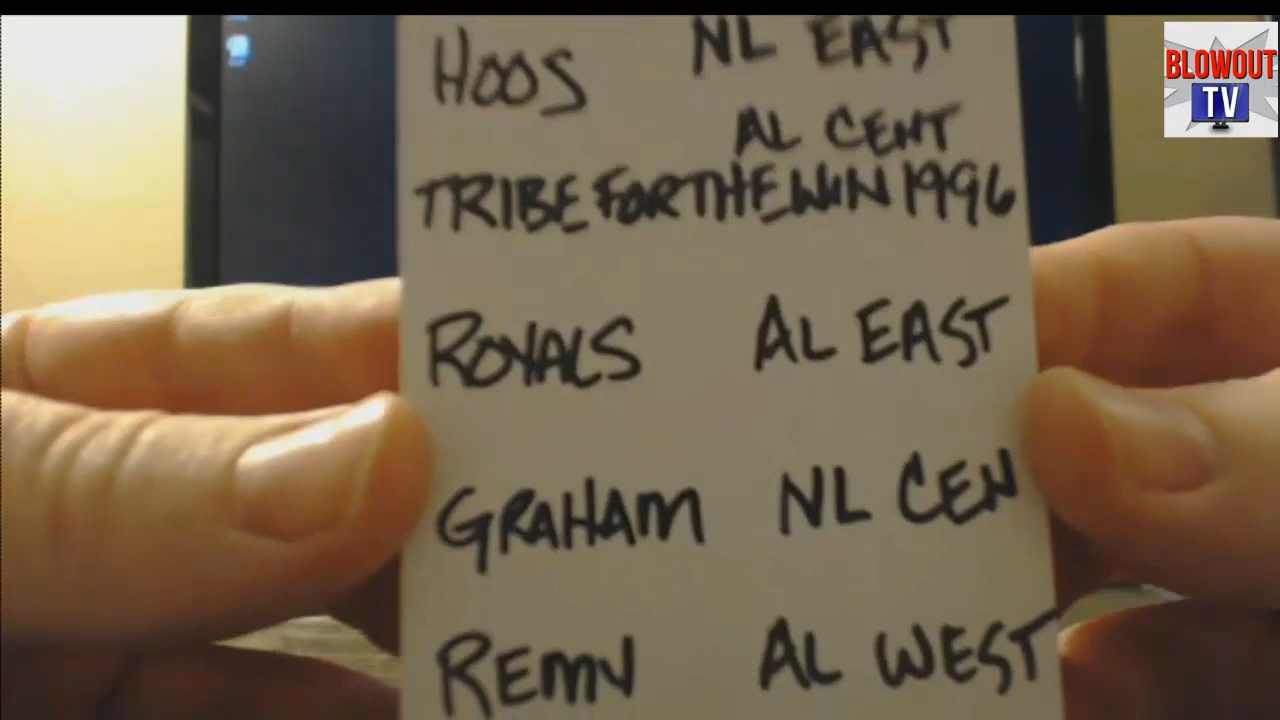 HOOS NL EAST
AL CENT
TRIBEFORTHEWIN1996
ROYALS AL EAST
GRAHAM NL CEN
REMY AL WEST
BLOWOUT
TV